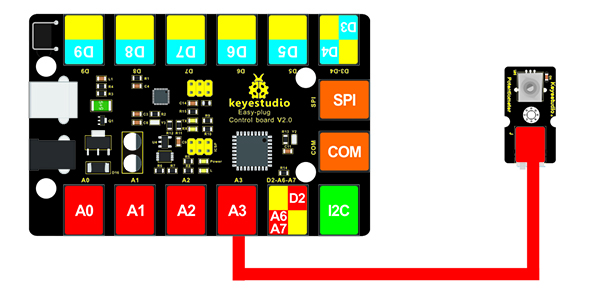 D9
D8
D7
D6
D5
D3
D4
D9
D8
D7
D6
D5
D3-D4
keyestudio
Easy-plug
Control board V2.0
SPI
SPI
COM
COM
ICSP
Power
A0
A1
A2
A3
D2-A6-A7
A0
A1
A2
A3
D2
A6
A7
I2C
Potentiometer
Keyestudio